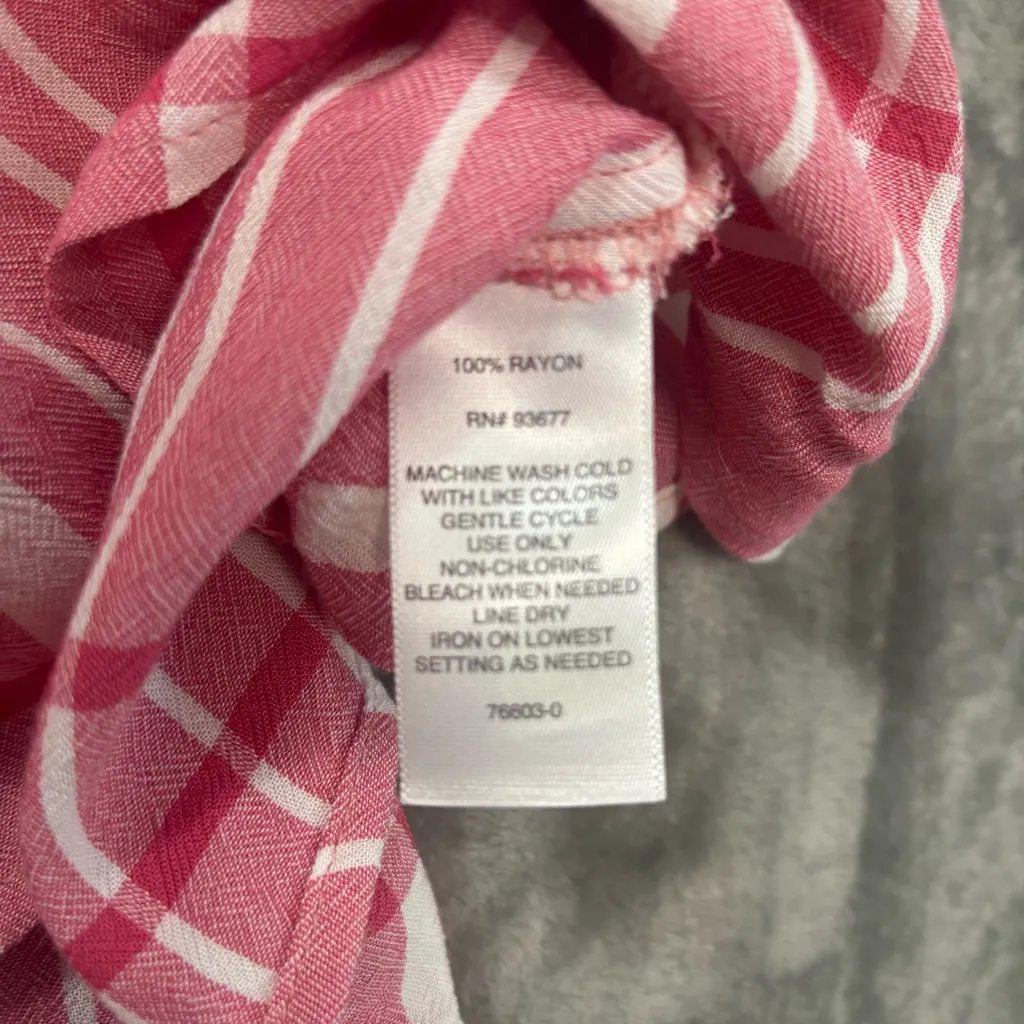 100% RAYON
RN# 93677
MACHINE WASH COLD
WITH LIKE COLORS
GENTLE CYCLE
USE ONLY
NON-CHLORINE
BLEACH WHEN NEEDED
LINE DRY
IRON ON LOWEST
SETTING AS NEEDED
76603-0